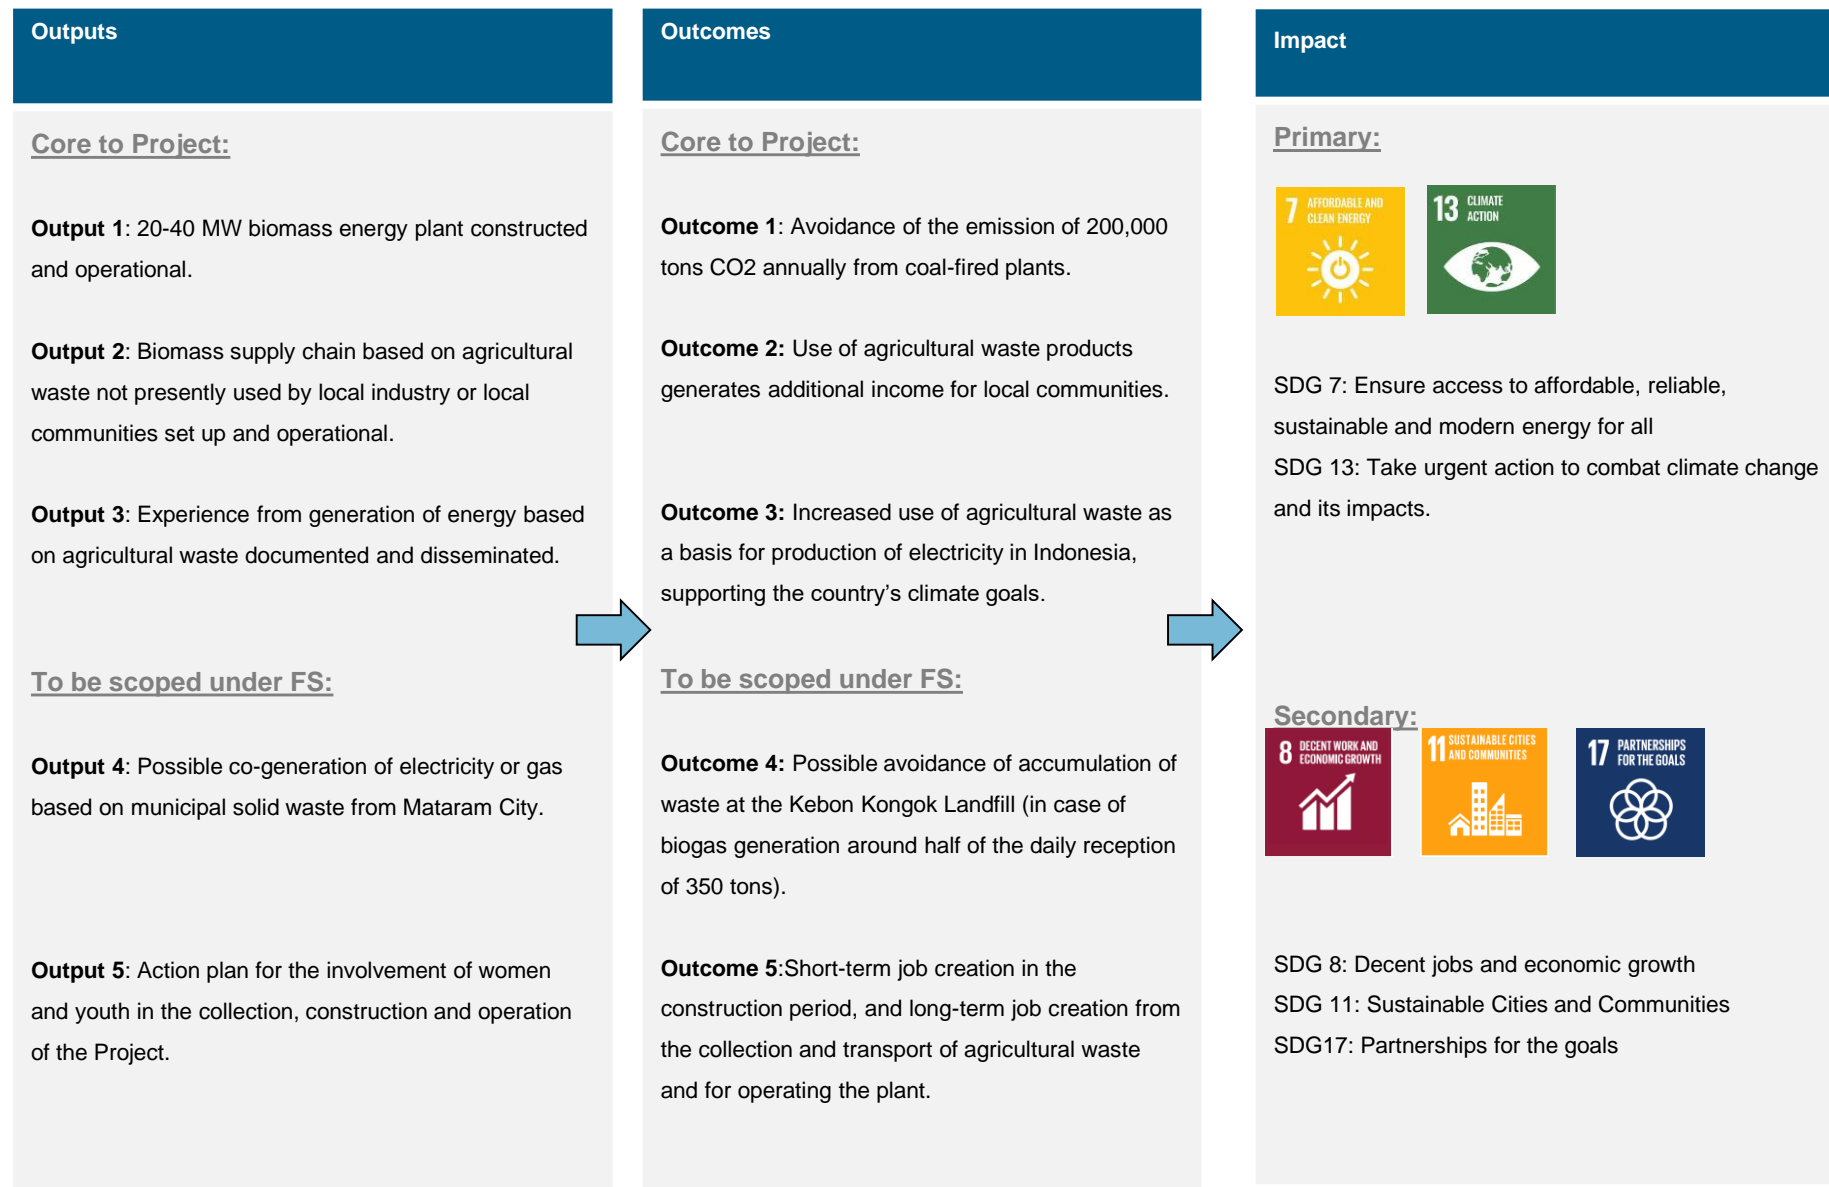 Outputs
Core to Project:
Output 1: 20-40 MW biomass energy plant constructed
and operational.
Output 2: Biomass supply chain based on agricultural
waste not presently used by local industry or local
communities set up and operational.
Output 3: Experience from generation of energy based
on agricultural waste documented and disseminated.
To be scoped under FS:
Output 4: Possible co-generation of electricity or gas
based on municipal solid waste from Mataram City.
Output 5: Action plan for the involvement of women
and youth in the collection, construction and operation
of the Project.
Outcomes
Core to Project:
Outcome 1: Avoidance of the emission of 200,000
tons CO2 annually from coal-fired plants.
Outcome 2: Use of agricultural waste products
generates additional income for local communities.
Outcome 3: Increased use of agricultural waste as
a basis for production of electricity in Indonesia,
supporting the country’s climate goals.
To be scoped under FS:
Outcome 4: Possible avoidance of accumulation of
waste at the Kebon Kongok Landfill (in case of
biogas generation around half of the daily reception
of 350 tons).
Outcome 5:Short-term job creation in the
construction period, and long-term job creation from
the collection and transport of agricultural waste
and for operating the plant.
Impact
Primary:
7 AFFORDABLE AND
CLEAN ENERGY
13 CLIMATE
ACTION
SDG 7: Ensure access to affordable, reliable,
sustainable and modern energy for all
SDG 13: Take urgent action to combat climate change
and its impacts.
Secondary:
8 DECENT WORK AND
ECONOMIC GROWTH
11 SUSTAINABLE CITIES
AND COMMUNITIES
17 PARTNERSHIPS
FOR THE GOALS
SDG 8: Decent jobs and economic growth
SDG 11: Sustainable Cities and Communities
SDG17: Partnerships for the goals